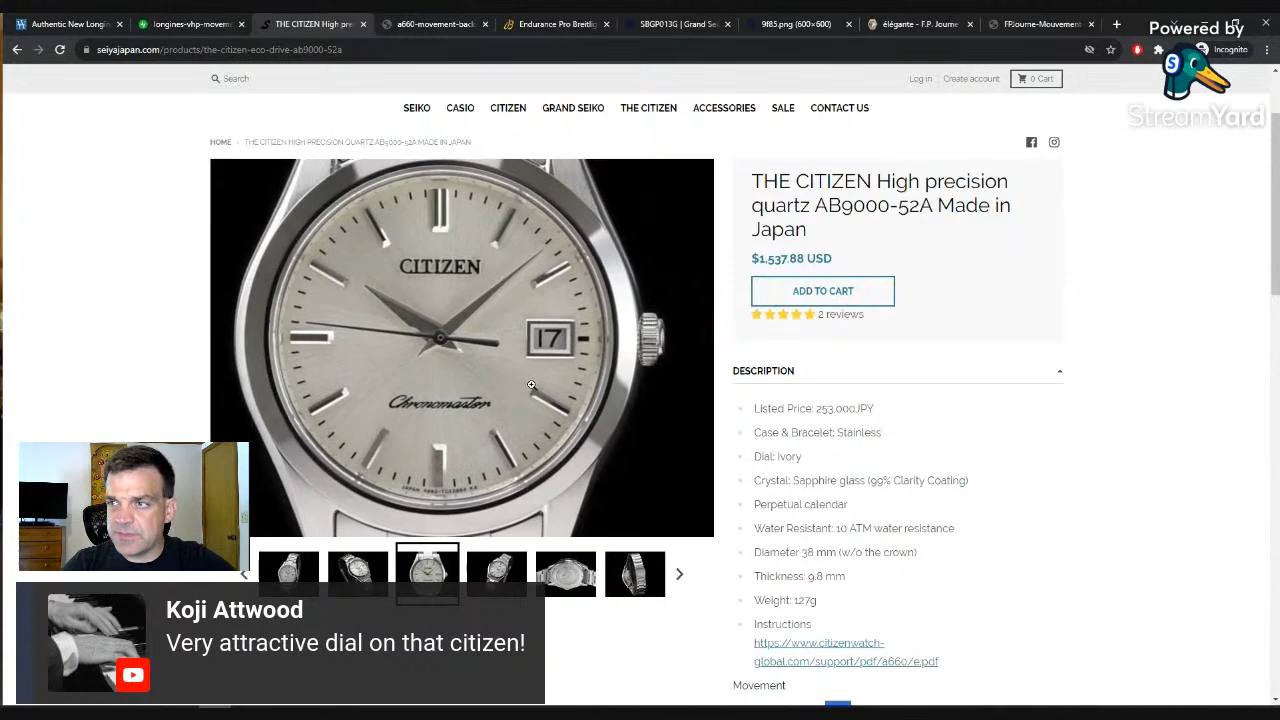 Authentic New Longin
longines-vhp-moveme
THE CITIZEN High pre
a660-movement-back
Endurance Pro Breitlin
SBGP013G | Grand Sei
9f85.png (600×600)
élégante - F.P. Journe
FPJourne-Mouvement
seiyajapan.com/products/the-citizen-eco-drive-ab9000-52a
Incognito
Powered by
S
StreamYard
Search
Log in
Create account
0 Cart
SEIKO
CASIO
CITIZEN
GRAND SEIKO
THE CITIZEN
ACCESSORIES
SALE
CONTACT US
HOME › THE CITIZEN HIGH PRECISION QUARTZ AB9000-52A MADE IN JAPAN
CITIZEN
17
Chronomaster
THE CITIZEN High precision
quartz AB9000-52A Made in
Japan
$1,537.88 USD
ADD TO CART
2 reviews
DESCRIPTION
Listed Price: 253,000JPY
Case & Bracelet: Stainless
Dial: Ivory
Crystal: Sapphire glass (99% Clarity Coating)
Perpetual calendar
Water Resistant: 10 ATM water resistance
Diameter 38 mm (w/o the crown)
Thickness: 9.8 mm
Weight: 127g
Instructions
https://www.citizenwatch-
global.com/support/pdf/a660/e.pdf
Movement
Koji Attwood
Very attractive dial on that citizen!